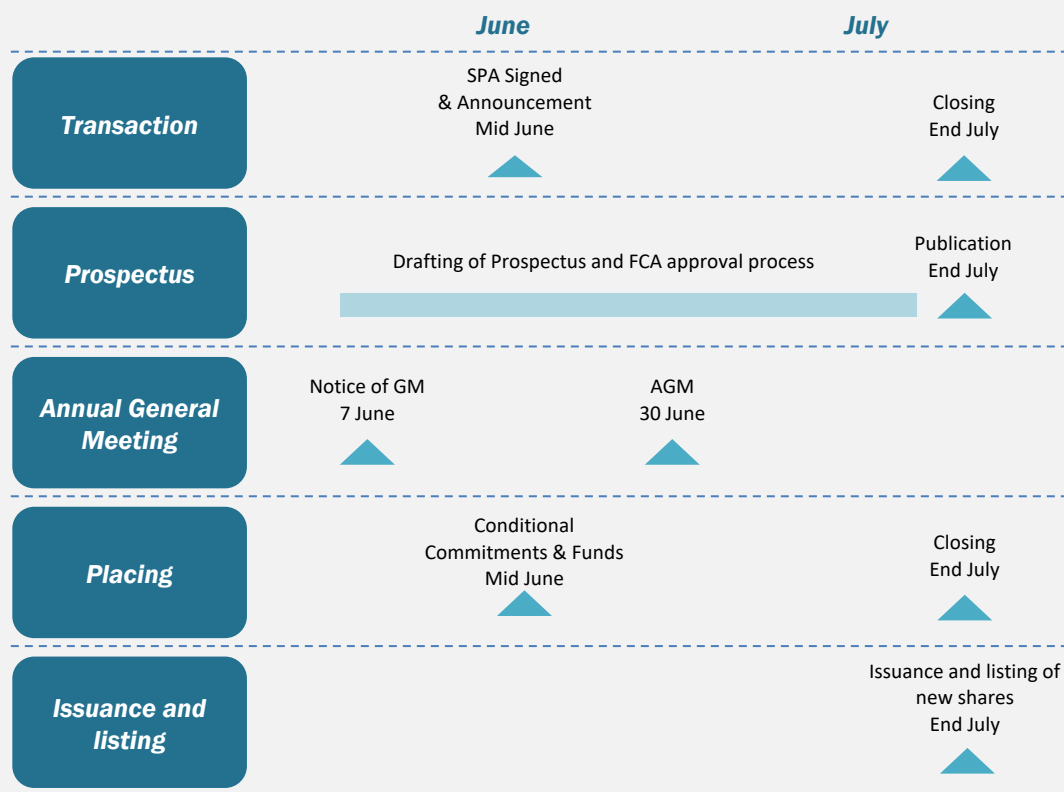 June
July
Transaction
SPA Signed
& Announcement
Mid June
Closing
End July
Prospectus
Drafting of Prospectus and FCA approval process
Publication
End July
Annual General
Meeting
Notice of GM
7 June
AGM
30 June
Placing
Conditional
Commitments & Funds
Mid June
Closing
End July
Issuance and
listing
Issuance and listing of
new shares
End July